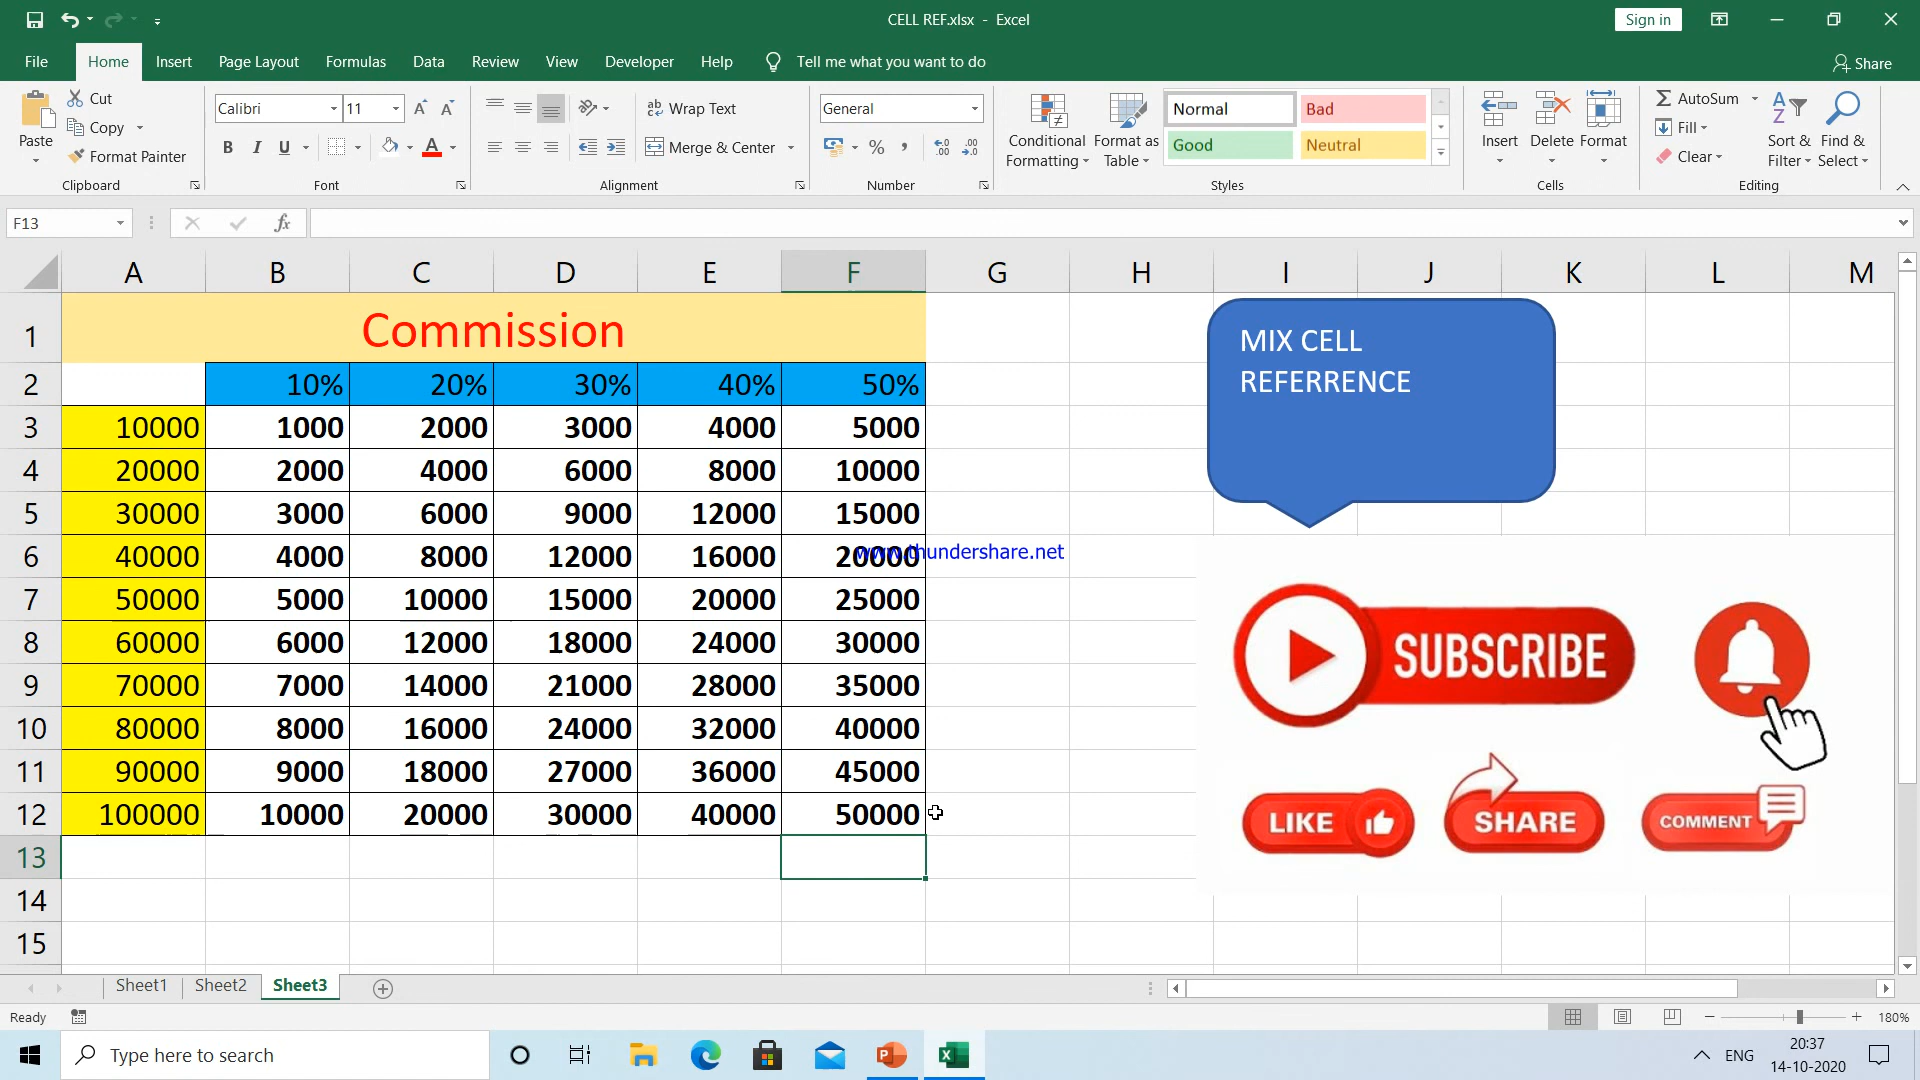 CELL REF.xlsx - Excel
Sign in
File Home Insert Page Layout Formulas Data Review View Developer Help Tell me what you want to do Share
Paste Cut Copy Format Painter Clipboard
Calibri 11 B I U A Font
Wrap Text Merge & Center Alignment
General % , Number
Conditional Formatting Format as Table Normal Bad Good Neutral Styles
Insert Delete Format Cells
AutoSum Fill Clear Sort & Filter Find & Select Editing
F13 fx
A B C D E F G H I J K L M
1 Commission
2 10% 20% 30% 40% 50%
3 10000 1000 2000 3000 4000 5000
4 20000 2000 4000 6000 8000 10000
5 30000 3000 6000 9000 12000 15000
6 40000 4000 8000 12000 16000 20000
7 50000 5000 10000 15000 20000 25000
8 60000 6000 12000 18000 24000 30000
9 70000 7000 14000 21000 28000 35000
10 80000 8000 16000 24000 32000 40000
11 90000 9000 18000 27000 36000 45000
12 100000 10000 20000 30000 40000 50000
13
14
15
MIX CELL
REFERRENCE
www.thundershare.net
SUBSCRIBE
LIKE SHARE COMMENT
Sheet1 Sheet2 Sheet3
Ready 180%
Type here to search
ENG
20:37
14-10-2020